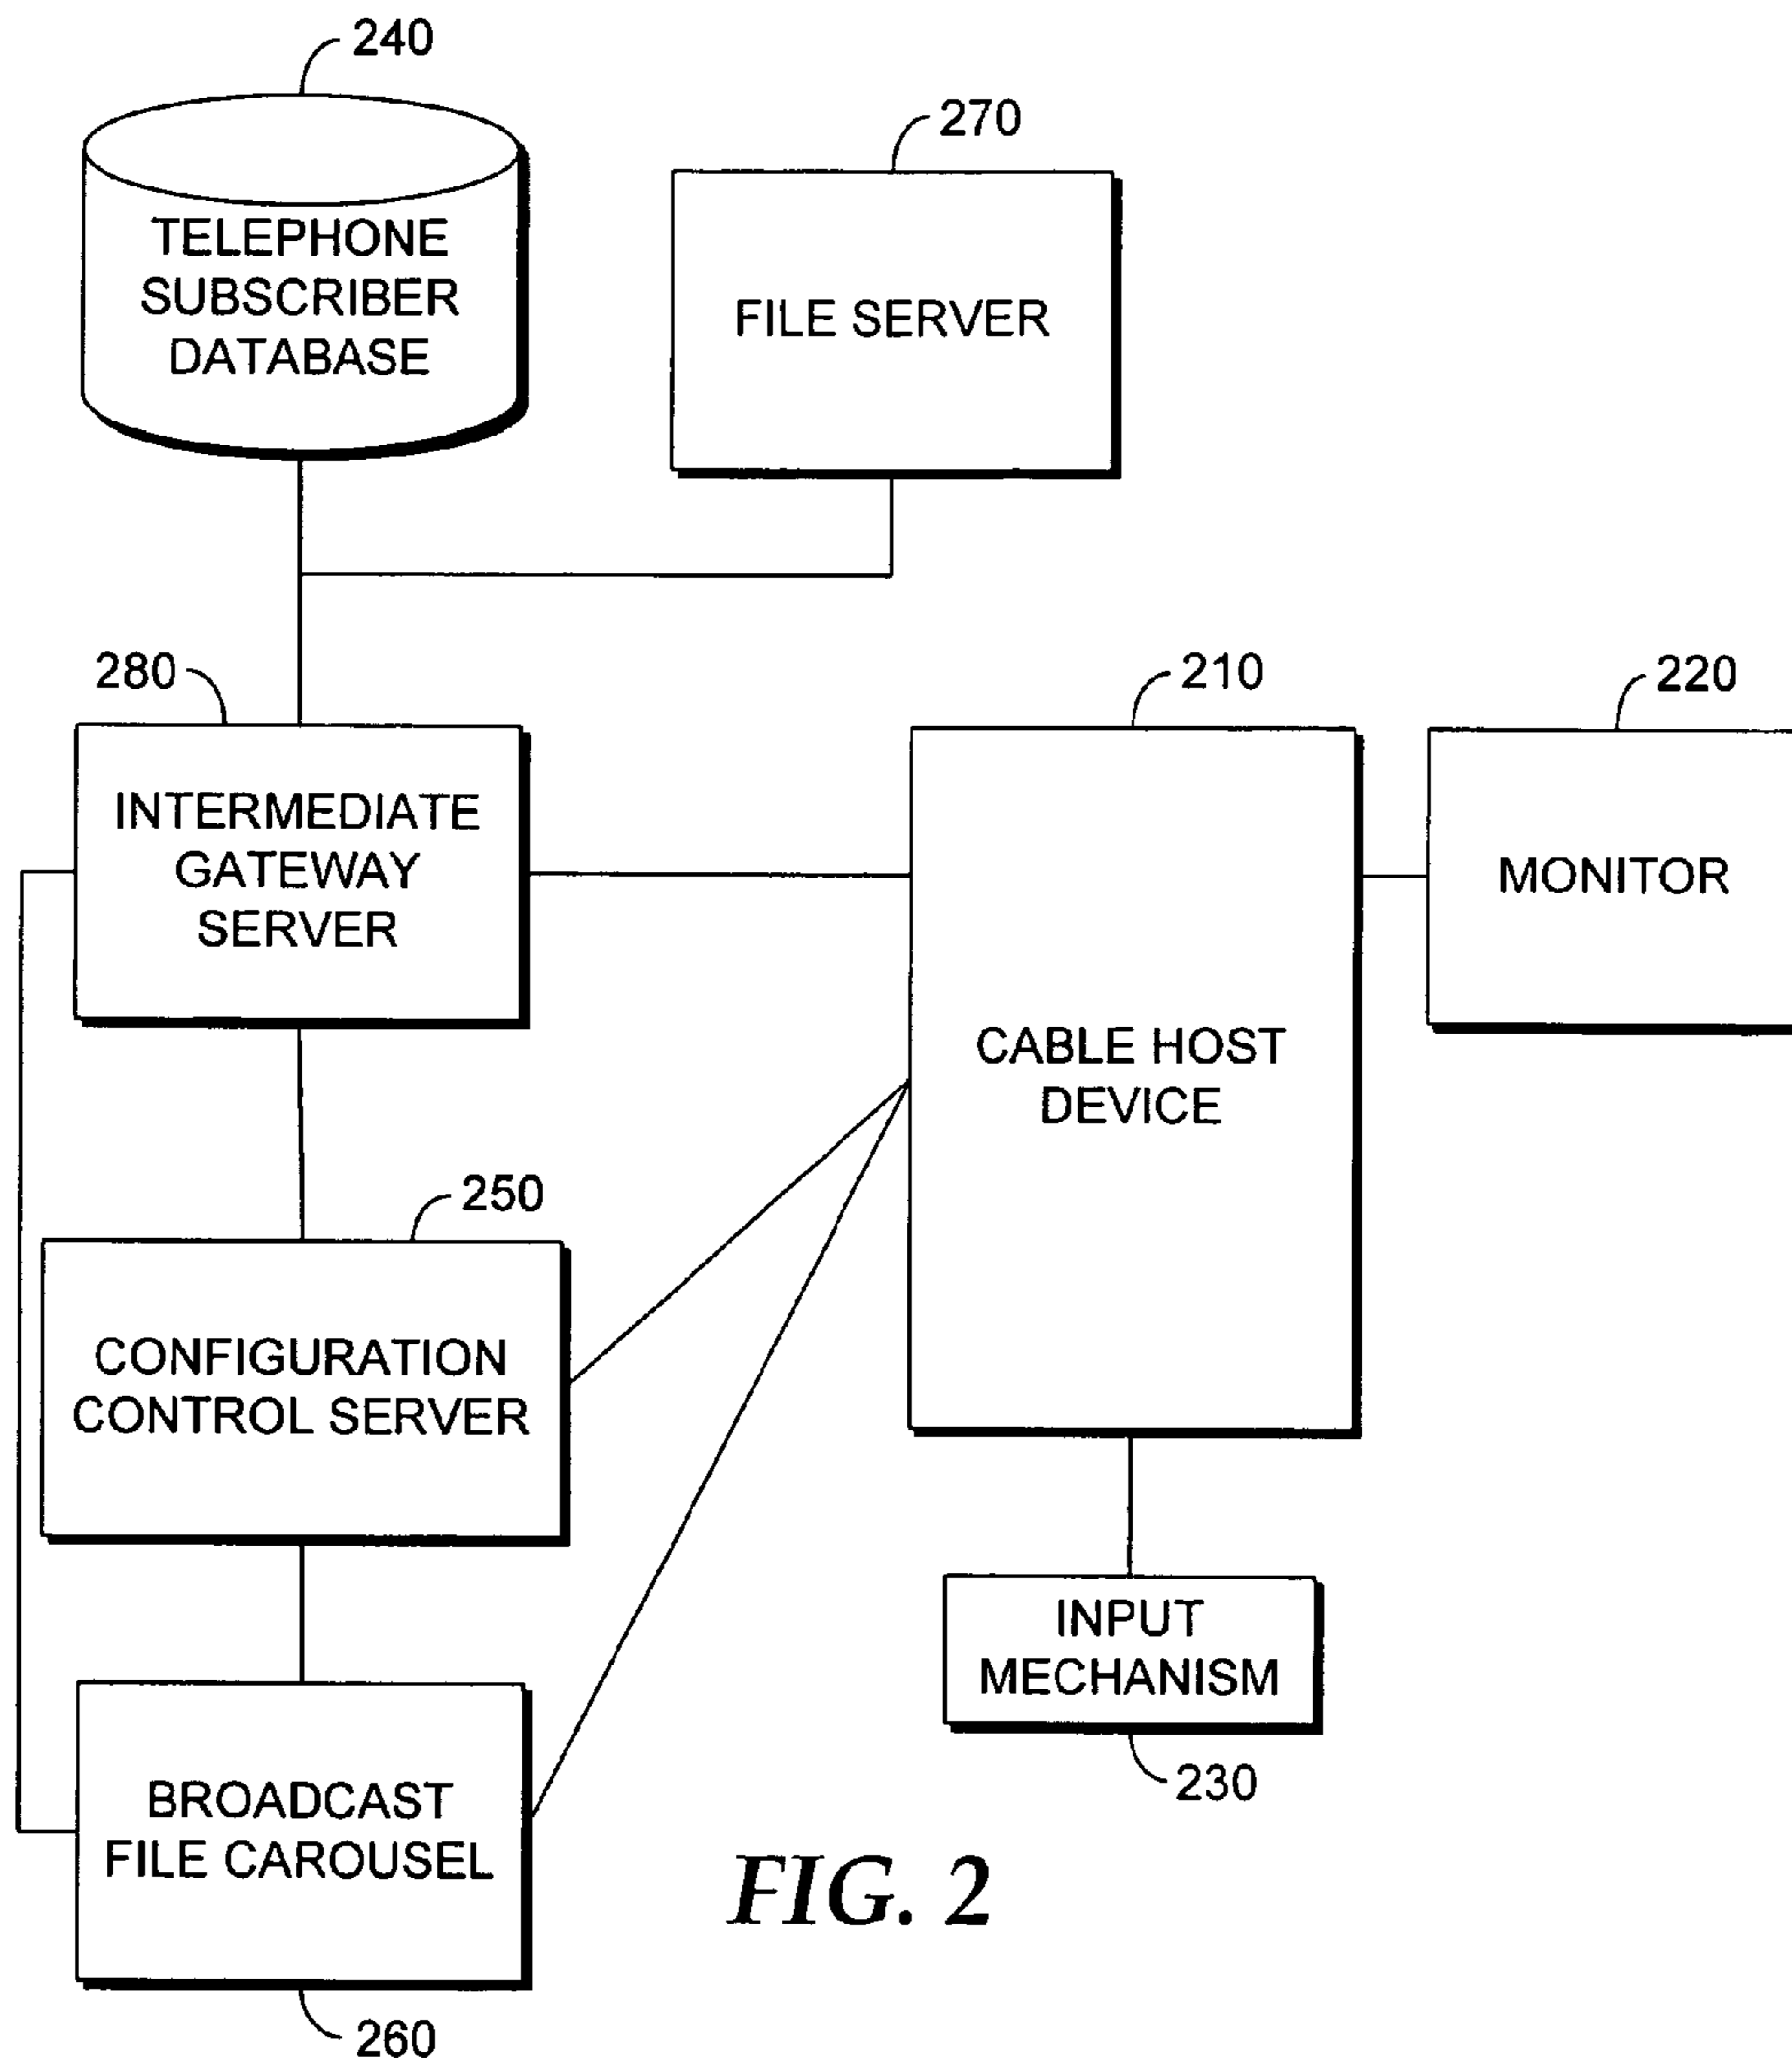 240
270
TELEPHONE
SUBSCRIBER
DATABASE
FILE SERVER
280
210
220
INTERMEDIATE
GATEWAY
SERVER
MONITOR
CABLE HOST
DEVICE
250
CONFIGURATION
CONTROL SERVER
INPUT
MECHANISM
230
BROADCAST
FILE CAROUSEL
FIG. 2
260